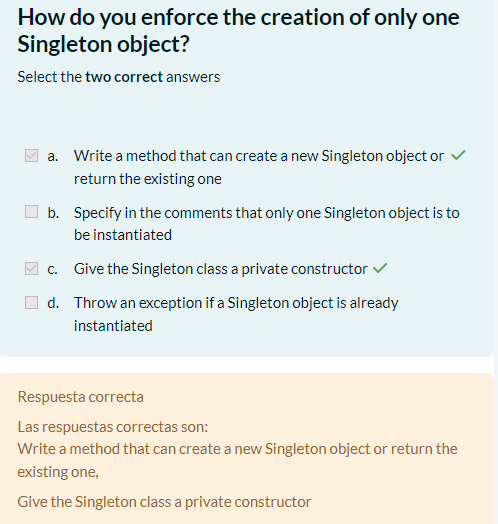 How do you enforce the creation of only one
Singleton object?
Select the two correct answers
a. Write a method that can create a new Singleton object or
return the existing one
b. Specify in the comments that only one Singleton object is to
be instantiated
c. Give the Singleton class a private constructor
d. Throw an exception if a Singleton object is already
instantiated
Respuesta correcta
Las respuestas correctas son:
Write a method that can create a new Singleton object or return the
existing one,
Give the Singleton class a private constructor